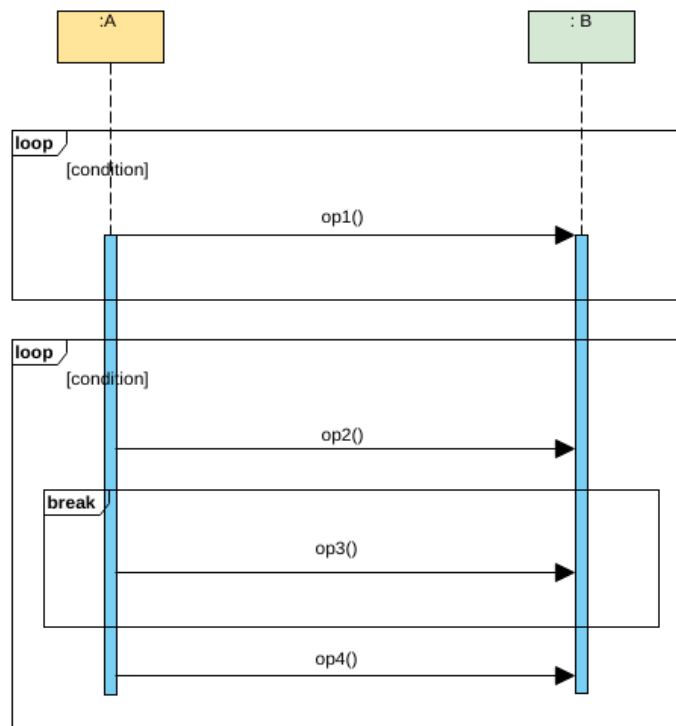 :A
: B
loop
[condition]
op1()
loop
[condition]
op2()
break
op3()
op4()